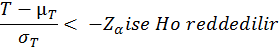 (T − μ_T) / σ_T < −Z_α ise Ho reddedilir